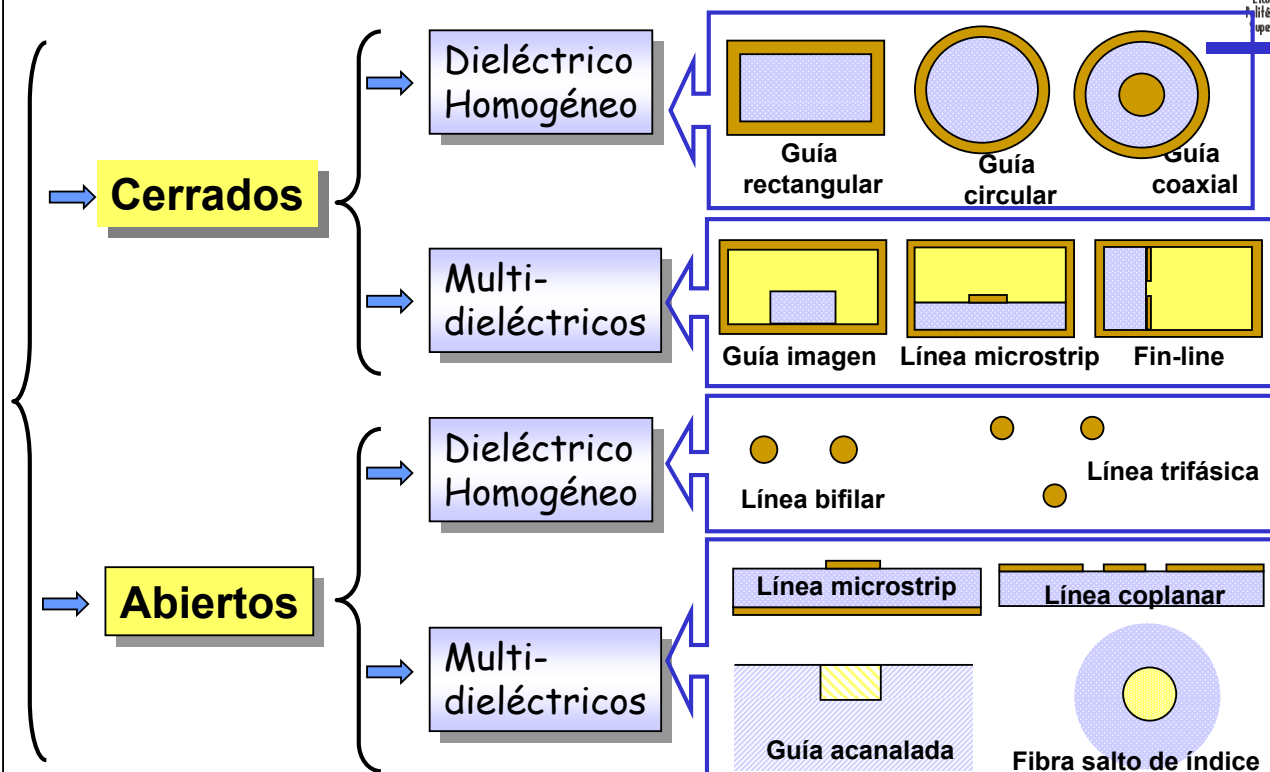 Dieléctrico
Homogéneo
Guía
rectangular
Guía
circular
Guía
coaxial
Cerrados
Multi-
dieléctricos
Guía imagen
Línea microstrip
Fin-line
Dieléctrico
Homogéneo
Línea bifilar
Línea trifásica
Abiertos
Línea microstrip
Línea coplanar
Multi-
dieléctricos
Guía acanalada
Fibra salto de índice